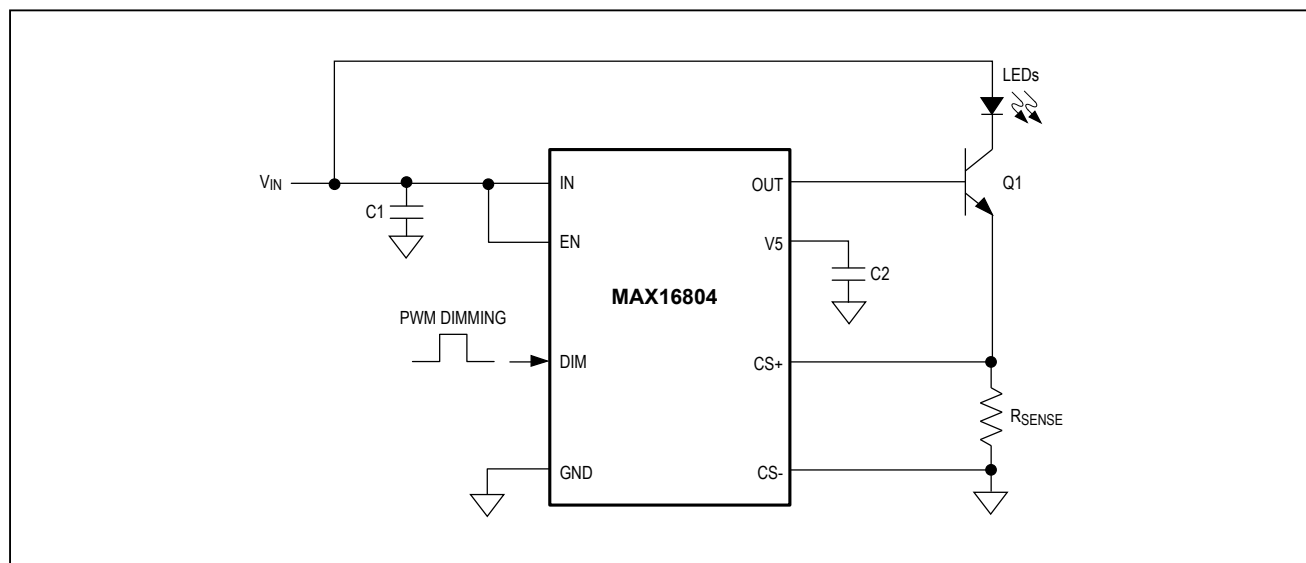 LEDs
VIN
IN
OUT
Q1
C1
EN
V5
C2
MAX16804
PWM DIMMING
DIM
CS+
RSENSE
GND
CS-